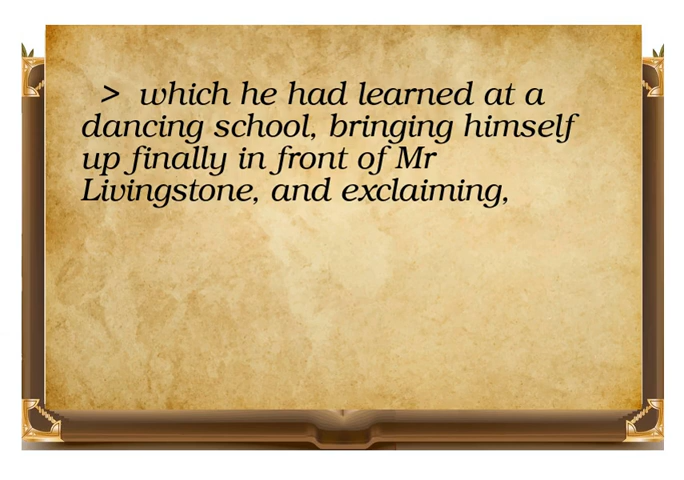 > which he had learned at a
dancing school, bringing himself
up finally in front of Mr
Livingstone, and exclaiming,